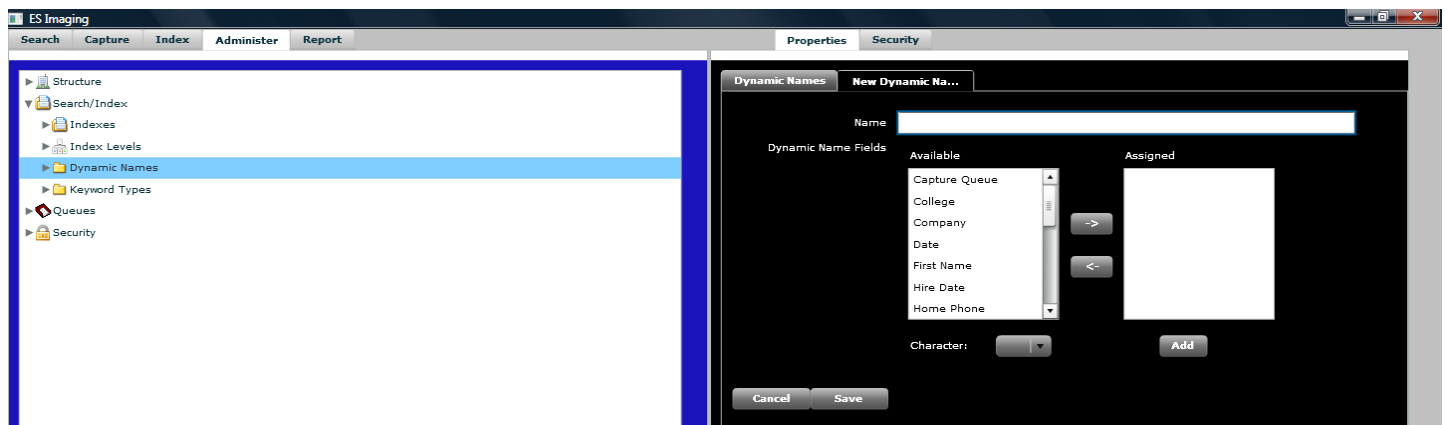 ES Imaging
Search Capture Index Administer Report
Properties Security
Structure
Search/Index
Indexes
Index Levels
Dynamic Names
Keyword Types
Queues
Security
Dynamic Names New Dynamic Na...
Name
Dynamic Name Fields
Available Assigned
Capture Queue
College
Company
Date
First Name
Hire Date
Home Phone
->
<-
Character: Add
Cancel Save